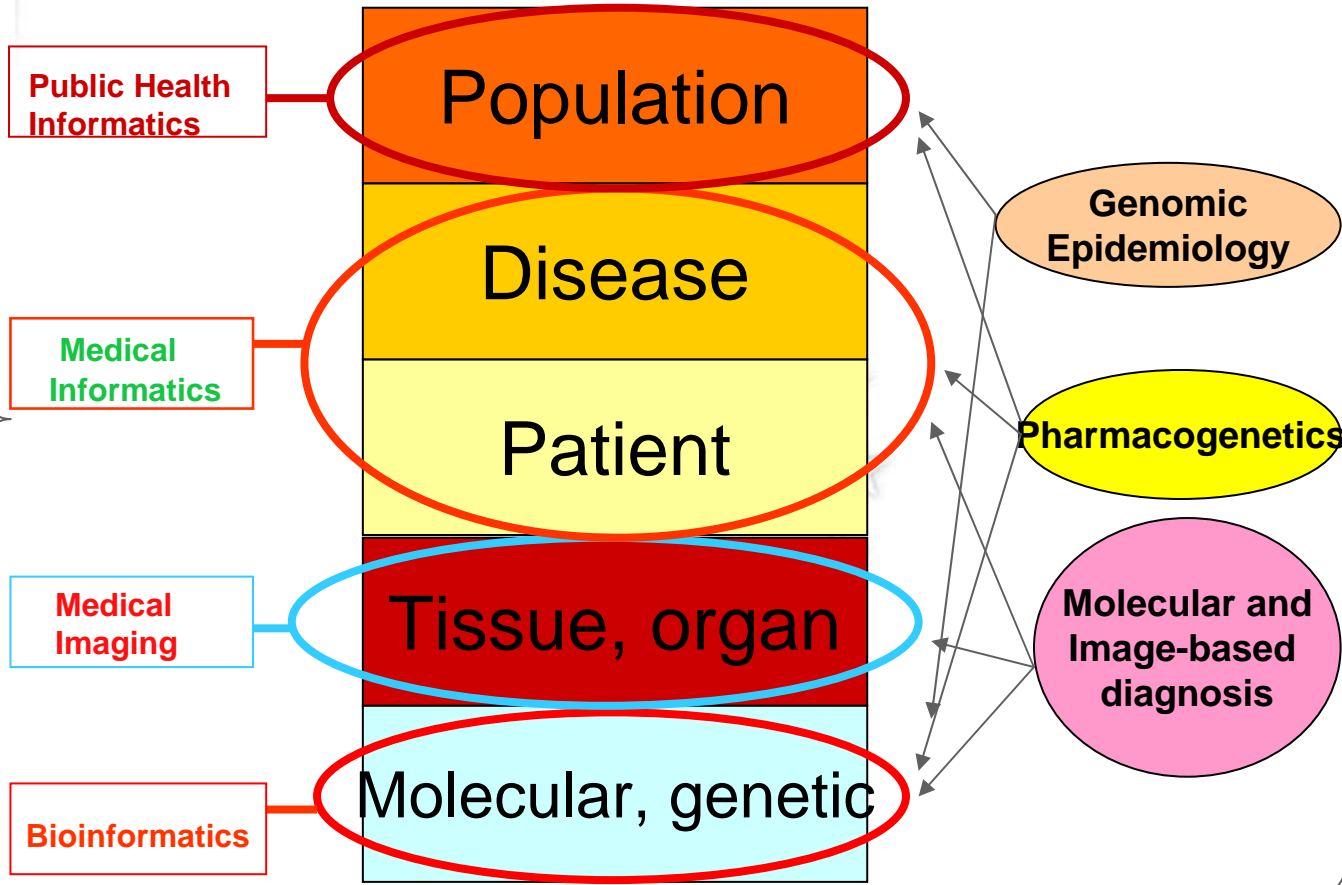 Public Health
Informatics
Medical
Informatics
Medical
Imaging
Bioinformatics
Population
Disease
Patient
Tissue, organ
Molecular, genetic
Genomic
Epidemiology
Pharmacogenetics
Molecular and
Image-based
diagnosis